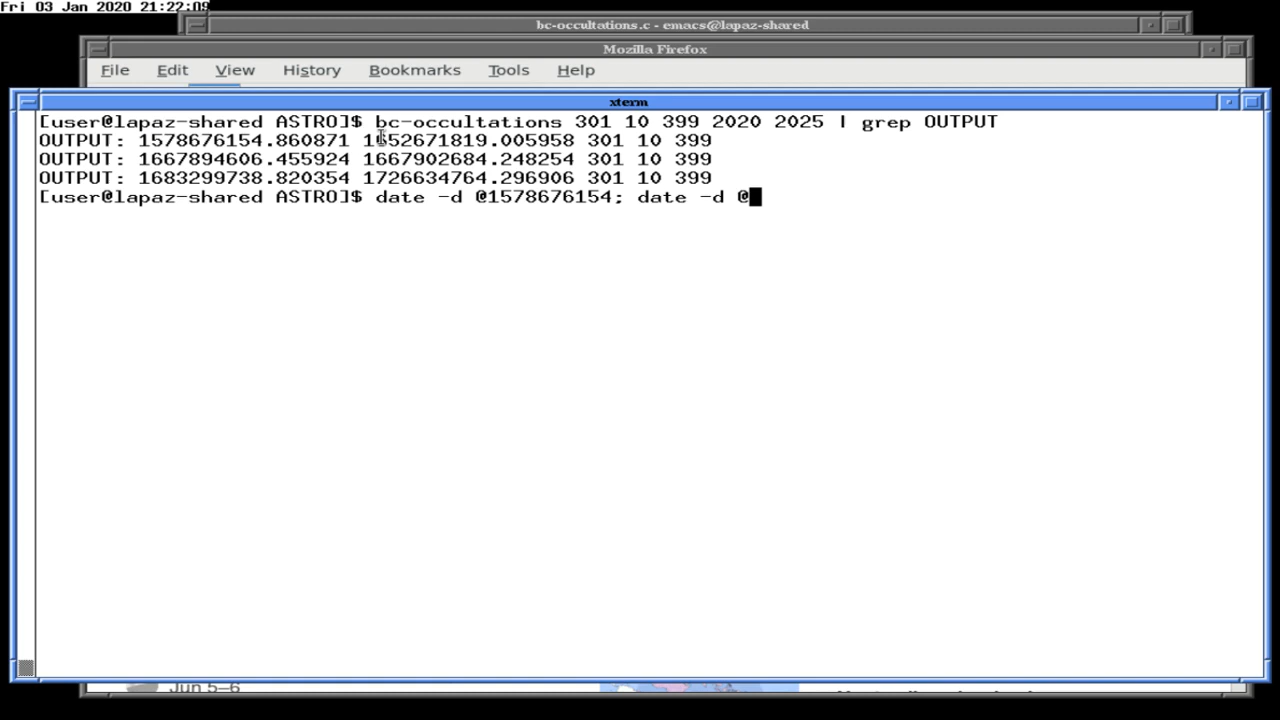 Fri 03 Jan 2020 21:22:09
bc-occultations.c - emacs@lapaz-shared
Mozilla Firefox
File Edit View History Bookmarks Tools Help
xterm
[user@lapaz-shared ASTRO]$ bc-occultations 301 10 399 2020 2025 | grep OUTPUT
OUTPUT: 1578676154.860871 1652671819.005958 301 10 399
OUTPUT: 1667894606.455924 1667902684.248254 301 10 399
OUTPUT: 1683299738.820354 1726634764.296906 301 10 399
[user@lapaz-shared ASTRO]$ date -d @1578676154; date -d @
Jun 5–6